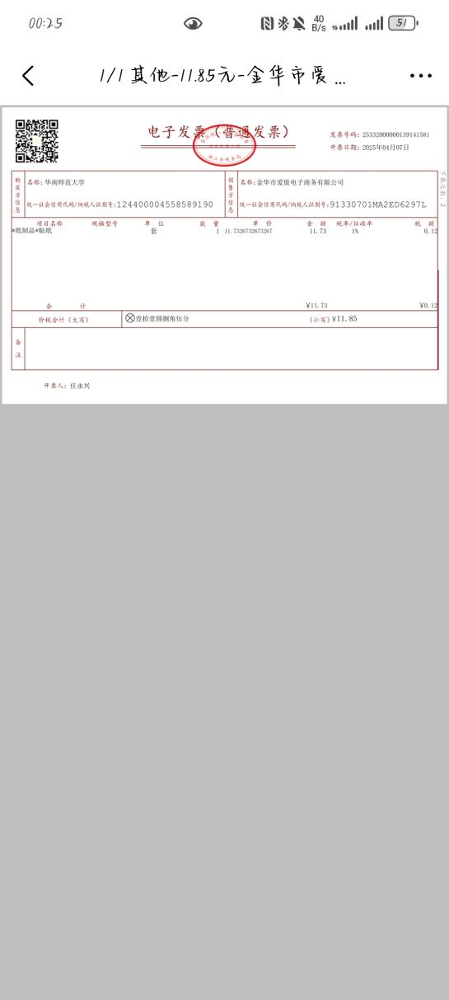 00:25
40
B/s
51
1/1 其他-11.85元-金华市爱 ...
电子发票（普通发票）
发票号码：25332000000139141581
开票日期：2025年04月07日
浙江省税务局
下载次数：2
购买方信息
名称：华南师范大学
统一社会信用代码/纳税人识别号：124400004558589190
销售方信息
名称：金华市爱彼电子商务有限公司
统一社会信用代码/纳税人识别号：91330701MA2ED6297L
项目名称 规格型号 单位 数量 单价 金额 税率/征收率 税额
*纸制品*贴纸 套 1 11.7326732673267 11.73 1% 0.12
合计 ¥11.73 ¥0.12
价税合计（大写） 壹拾壹圆捌角伍分 （小写）¥11.85
备注
开票人：任永兴